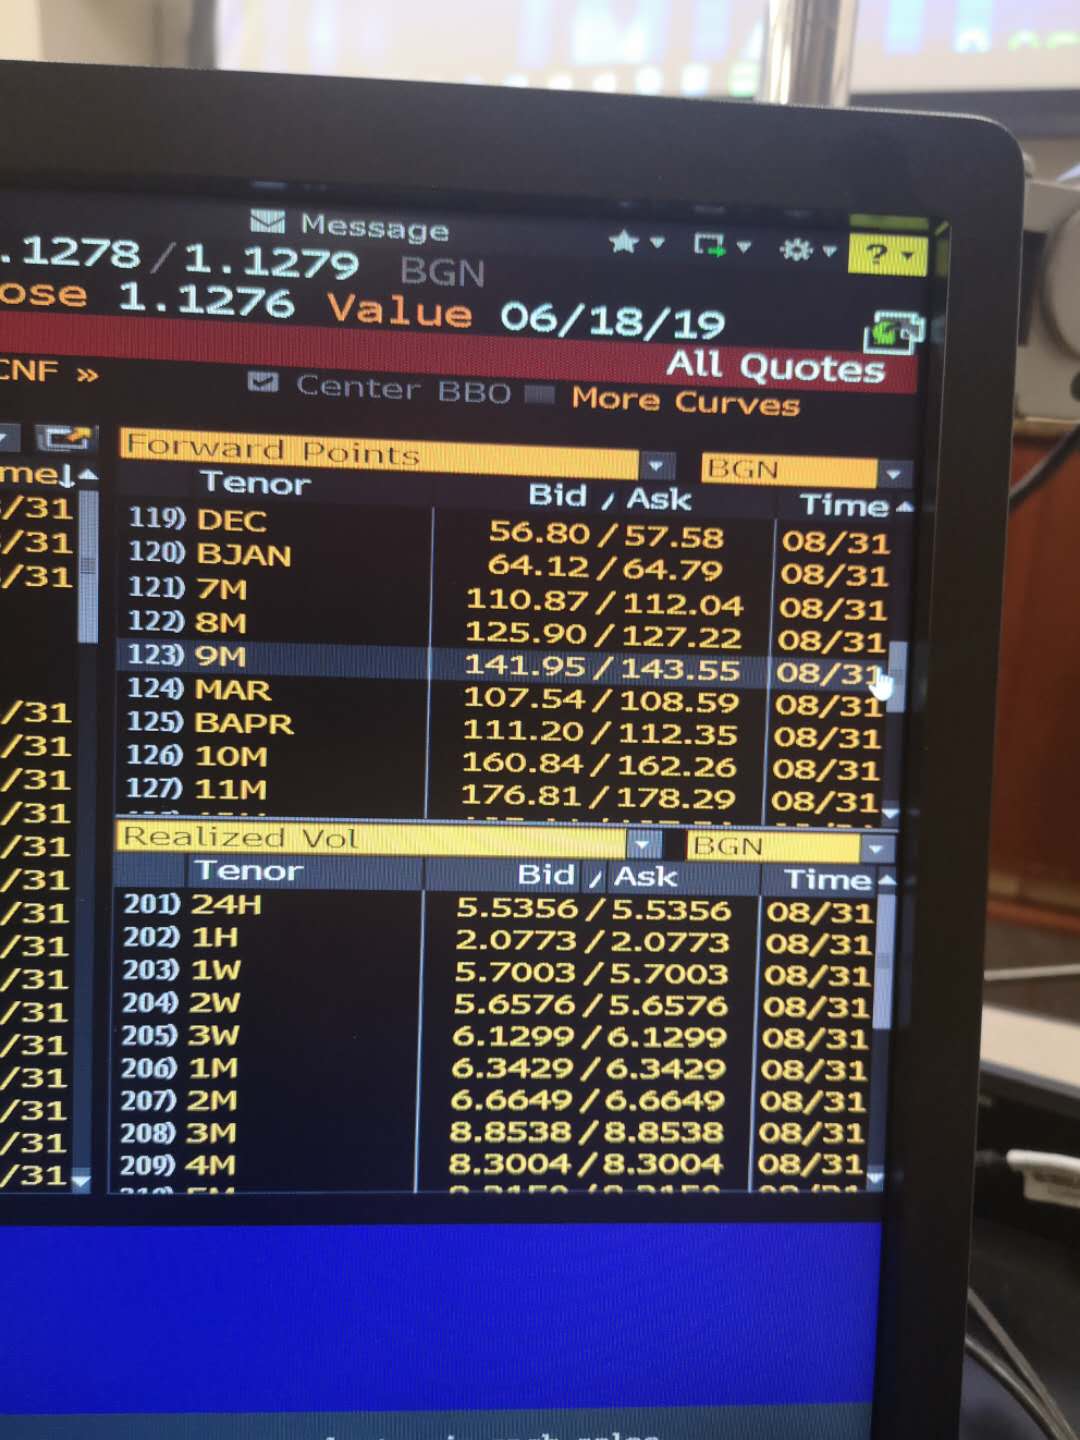 Message
.1278/1.1279 BGN
ose 1.1276 Value 06/18/19
All Quotes
CNF » Center BBO More Curves
Forward Points BGN
me↓ Tenor Bid / Ask Time
/31 119) DEC 56.80/57.58 08/31
/31 120) BJAN 64.12/64.79 08/31
/31 121) 7M 110.87/112.04 08/31
122) 8M 125.90/127.22 08/31
123) 9M 141.95/143.55 08/31
124) MAR 107.54/108.59 08/31
/31 125) BAPR 111.20/112.35 08/31
/31 126) 10M 160.84/162.26 08/31
/31 127) 11M 176.81/178.29 08/31
/31
/31 Realized Vol BGN
/31 Tenor Bid / Ask Time
/31 201) 24H 5.5356/5.5356 08/31
/31 202) 1H 2.0773/2.0773 08/31
/31 203) 1W 5.7003/5.7003 08/31
/31 204) 2W 5.6576/5.6576 08/31
/31 205) 3W 6.1299/6.1299 08/31
/31 206) 1M 6.3429/6.3429 08/31
/31 207) 2M 6.6649/6.6649 08/31
/31 208) 3M 8.8538/8.8538 08/31
/31 209) 4M 8.3004/8.3004 08/31